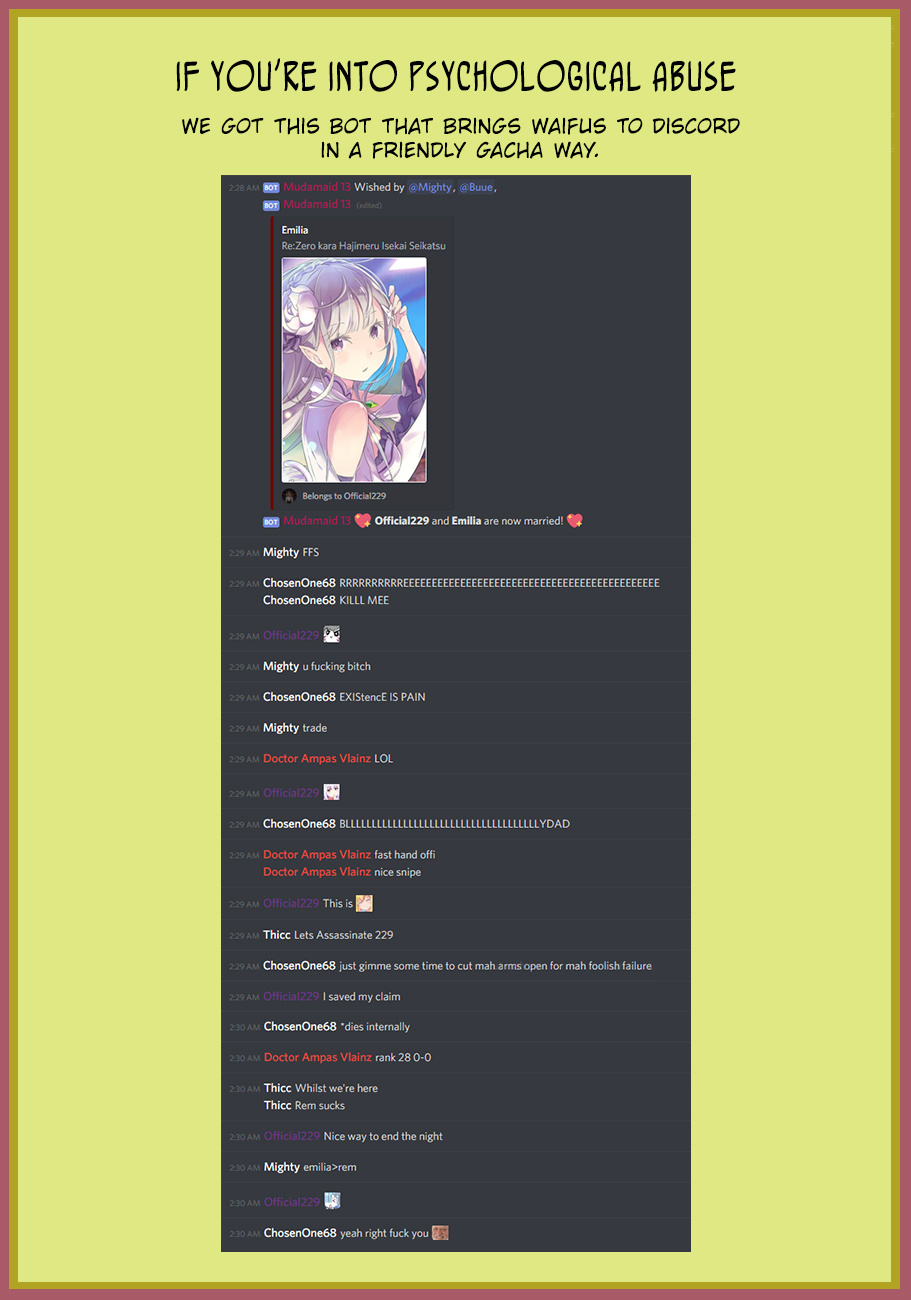 IF YOU'RE INTO PSYCHOLOGICAL ABUSE
WE GOT THIS BOT THAT BRINGS WAIFUS TO DISCORD
IN A FRIENDLY GACHA WAY.
2:28 AM BOT Mudamaid 13 Wished by @Mighty, @Buue,
BOT Mudamaid 13 (edited)
Emilia
Re:Zero kara Hajimeru Isekai Seikatsu
Belongs to Official229
BOT Mudamaid 13 💖 Official229 and Emilia are now married! 💖
2:29 AM Mighty FFS
2:29 AM ChosenOne68 RRRRRRRRRREEEEEEEEEEEEEEEEEEEEEEEEEEEEEEEEEEEEEEEEEEEEE
ChosenOne68 KILLL MEE
2:29 AM Official229
2:29 AM Mighty u fucking bitch
2:29 AM ChosenOne68 EXIStencE IS PAIN
2:29 AM Mighty trade
2:29 AM Doctor Ampas Vlainz LOL
2:29 AM Official229
2:29 AM ChosenOne68 BLLLLLLLLLLLLLLLLLLLLLLLLLLLLLLLLLLLLLLYDAD
2:29 AM Doctor Ampas Vlainz fast hand offi
Doctor Ampas Vlainz nice snipe
2:29 AM Official229 This is
2:29 AM Thicc Lets Assassinate 229
2:29 AM ChosenOne68 just gimme some time to cut mah arms open for mah foolish failure
2:29 AM Official229 I saved my claim
2:30 AM ChosenOne68 *dies internally
2:30 AM Doctor Ampas Vlainz rank 28 0-0
2:30 AM Thicc Whilst we're here
Thicc Rem sucks
2:30 AM Official229 Nice way to end the night
2:30 AM Mighty emilia>rem
2:30 AM Official229
2:30 AM ChosenOne68 yeah right fuck you